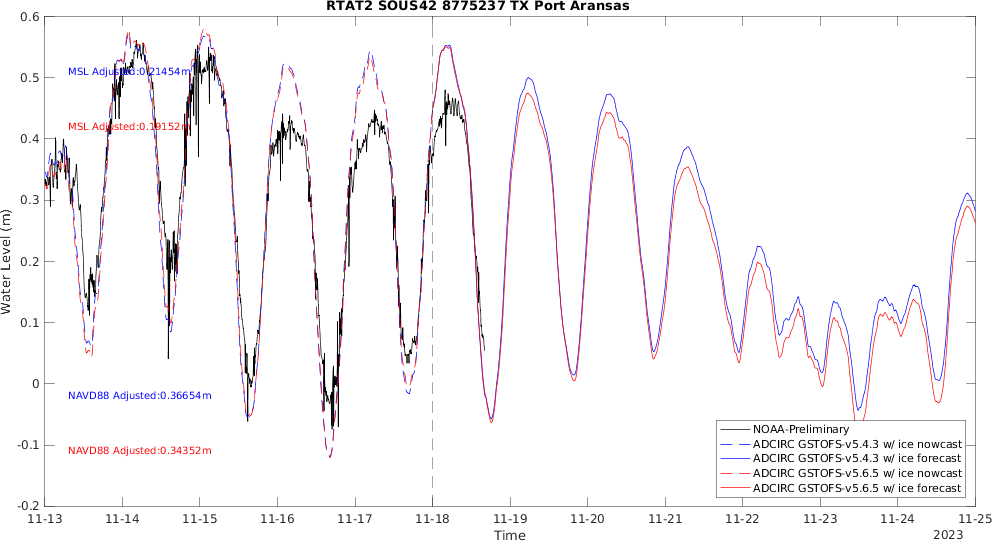 RTAT2 SOUS42 8775237 TX Port Aransas
0.6
0.5
0.4
0.3
0.2
0.1
0
-0.1
-0.2
Water Level (m)
MSL Adjusted:0.21454m
MSL Adjusted:0.19152m
NAVD88 Adjusted:0.36654m
NAVD88 Adjusted:0.34352m
NOAA-Preliminary
ADCIRC GSTOFS-v5.4.3 w/ ice nowcast
ADCIRC GSTOFS-v5.4.3 w/ ice forecast
ADCIRC GSTOFS-v5.6.5 w/ ice nowcast
ADCIRC GSTOFS-v5.6.5 w/ ice forecast
11-13 11-14 11-15 11-16 11-17 11-18 11-19 11-20 11-21 11-22 11-23 11-24 11-25
Time
2023